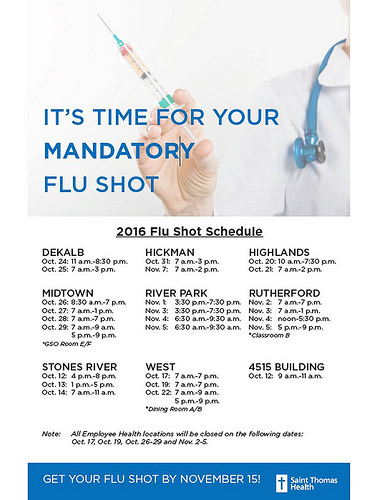 IT'S TIME FOR YOUR
MANDATORY
FLU SHOT
2016 Flu Shot Schedule
DEKALB
Oct. 24: 11 a.m.-8:30 p.m.
Oct. 25: 7 a.m.-3 p.m.
HICKMAN
Oct. 31: 7 a.m.-3 p.m.
Nov. 7: 7 a.m.-2 p.m.
HIGHLANDS
Oct. 20: 10 a.m.-7:30 p.m.
Oct. 21: 7 a.m.-2 p.m.
MIDTOWN
Oct. 26: 8:30 a.m.-7 p.m.
Oct. 27: 7 a.m.-1 p.m.
Oct. 28: 7 a.m.-7 p.m.
Oct. 29: 7 a.m.-9 a.m.
5 p.m.-9 p.m.
*GSO Room E/F
RIVER PARK
Nov. 1: 3:30 p.m.-7:30 p.m.
Nov. 3: 3:30 p.m.-7:30 p.m.
Nov. 4: 6:30 a.m.-9:30 a.m.
Nov. 5: 6:30 a.m.-9:30 a.m.
RUTHERFORD
Nov. 2: 7 a.m.-7 p.m.
Nov. 3: 7 a.m.-1 p.m.
Nov. 4: noon-5:30 p.m.
Nov. 5: 5 p.m.-9 p.m.
*Classroom B
STONES RIVER
Oct. 12: 4 p.m.-8 p.m.
Oct. 13: 1 p.m.-5 p.m.
Oct. 14: 7 a.m.-11 a.m.
WEST
Oct. 17: 7 a.m.-7 p.m.
Oct. 19: 7 a.m.-7 p.m.
Oct. 22: 7 a.m.-9 a.m.
5 p.m.-9 p.m.
*Dining Room A/B
4515 BUILDING
Oct. 12: 9 a.m.-11 a.m.
Note: All Employee Health locations will be closed on the following dates:
Oct. 17, Oct. 19, Oct. 26-29 and Nov. 2-5.
GET YOUR FLU SHOT BY NOVEMBER 15!
Saint Thomas
Health